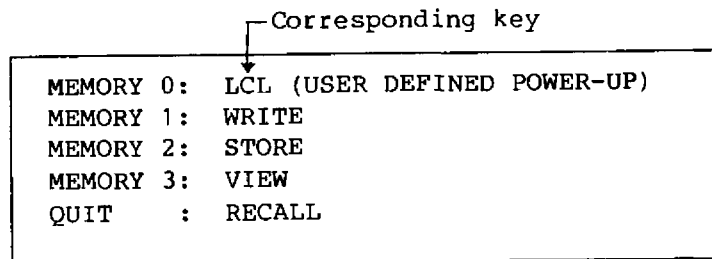 Corresponding key
MEMORY 0: LCL (USER DEFINED POWER-UP)
MEMORY 1: WRITE
MEMORY 2: STORE
MEMORY 3: VIEW
QUIT : RECALL